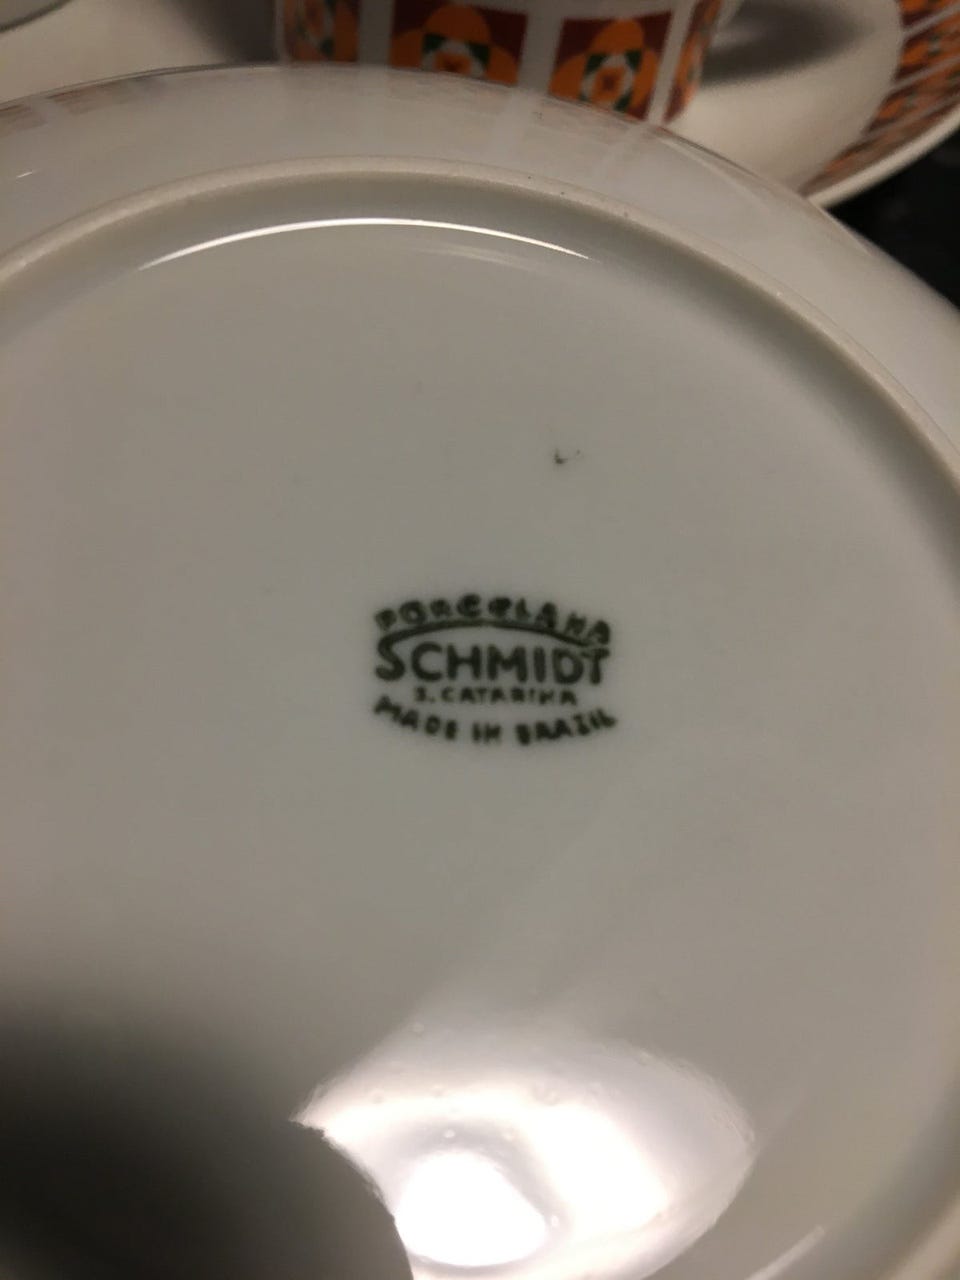 PORCELANA
SCHMIDT
S. CATARINA
MADE IN BRAZIL